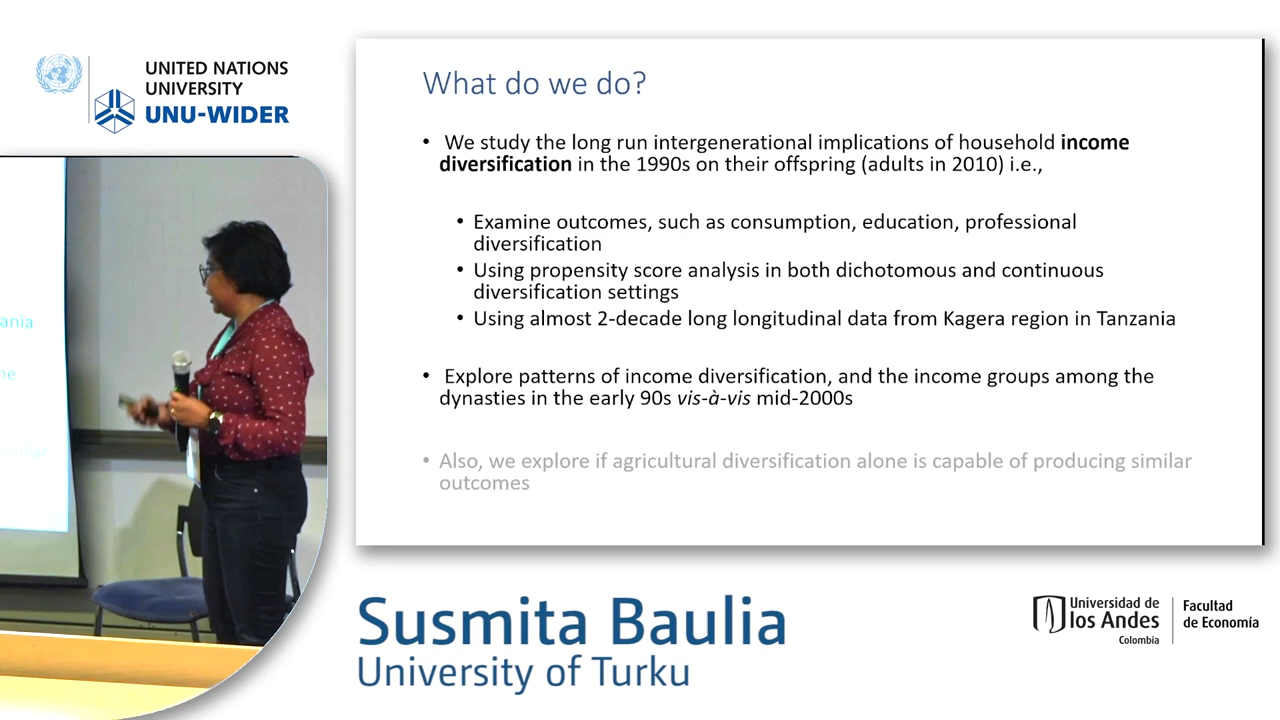 UNITED NATIONS
UNIVERSITY
UNU-WIDER
What do we do?
• We study the long run intergenerational implications of household income
diversification in the 1990s on their offspring (adults in 2010) i.e.,
• Examine outcomes, such as consumption, education, professional
diversification
• Using propensity score analysis in both dichotomous and continuous
diversification settings
• Using almost 2-decade long longitudinal data from Kagera region in Tanzania
• Explore patterns of income diversification, and the income groups among the
dynasties in the early 90s vis-à-vis mid-2000s
• Also, we explore if agricultural diversification alone is capable of producing similar
outcomes
ania
ne
Susmita Baulia
University of Turku
Universidad de
los Andes
Colombia
Facultad
de Economía